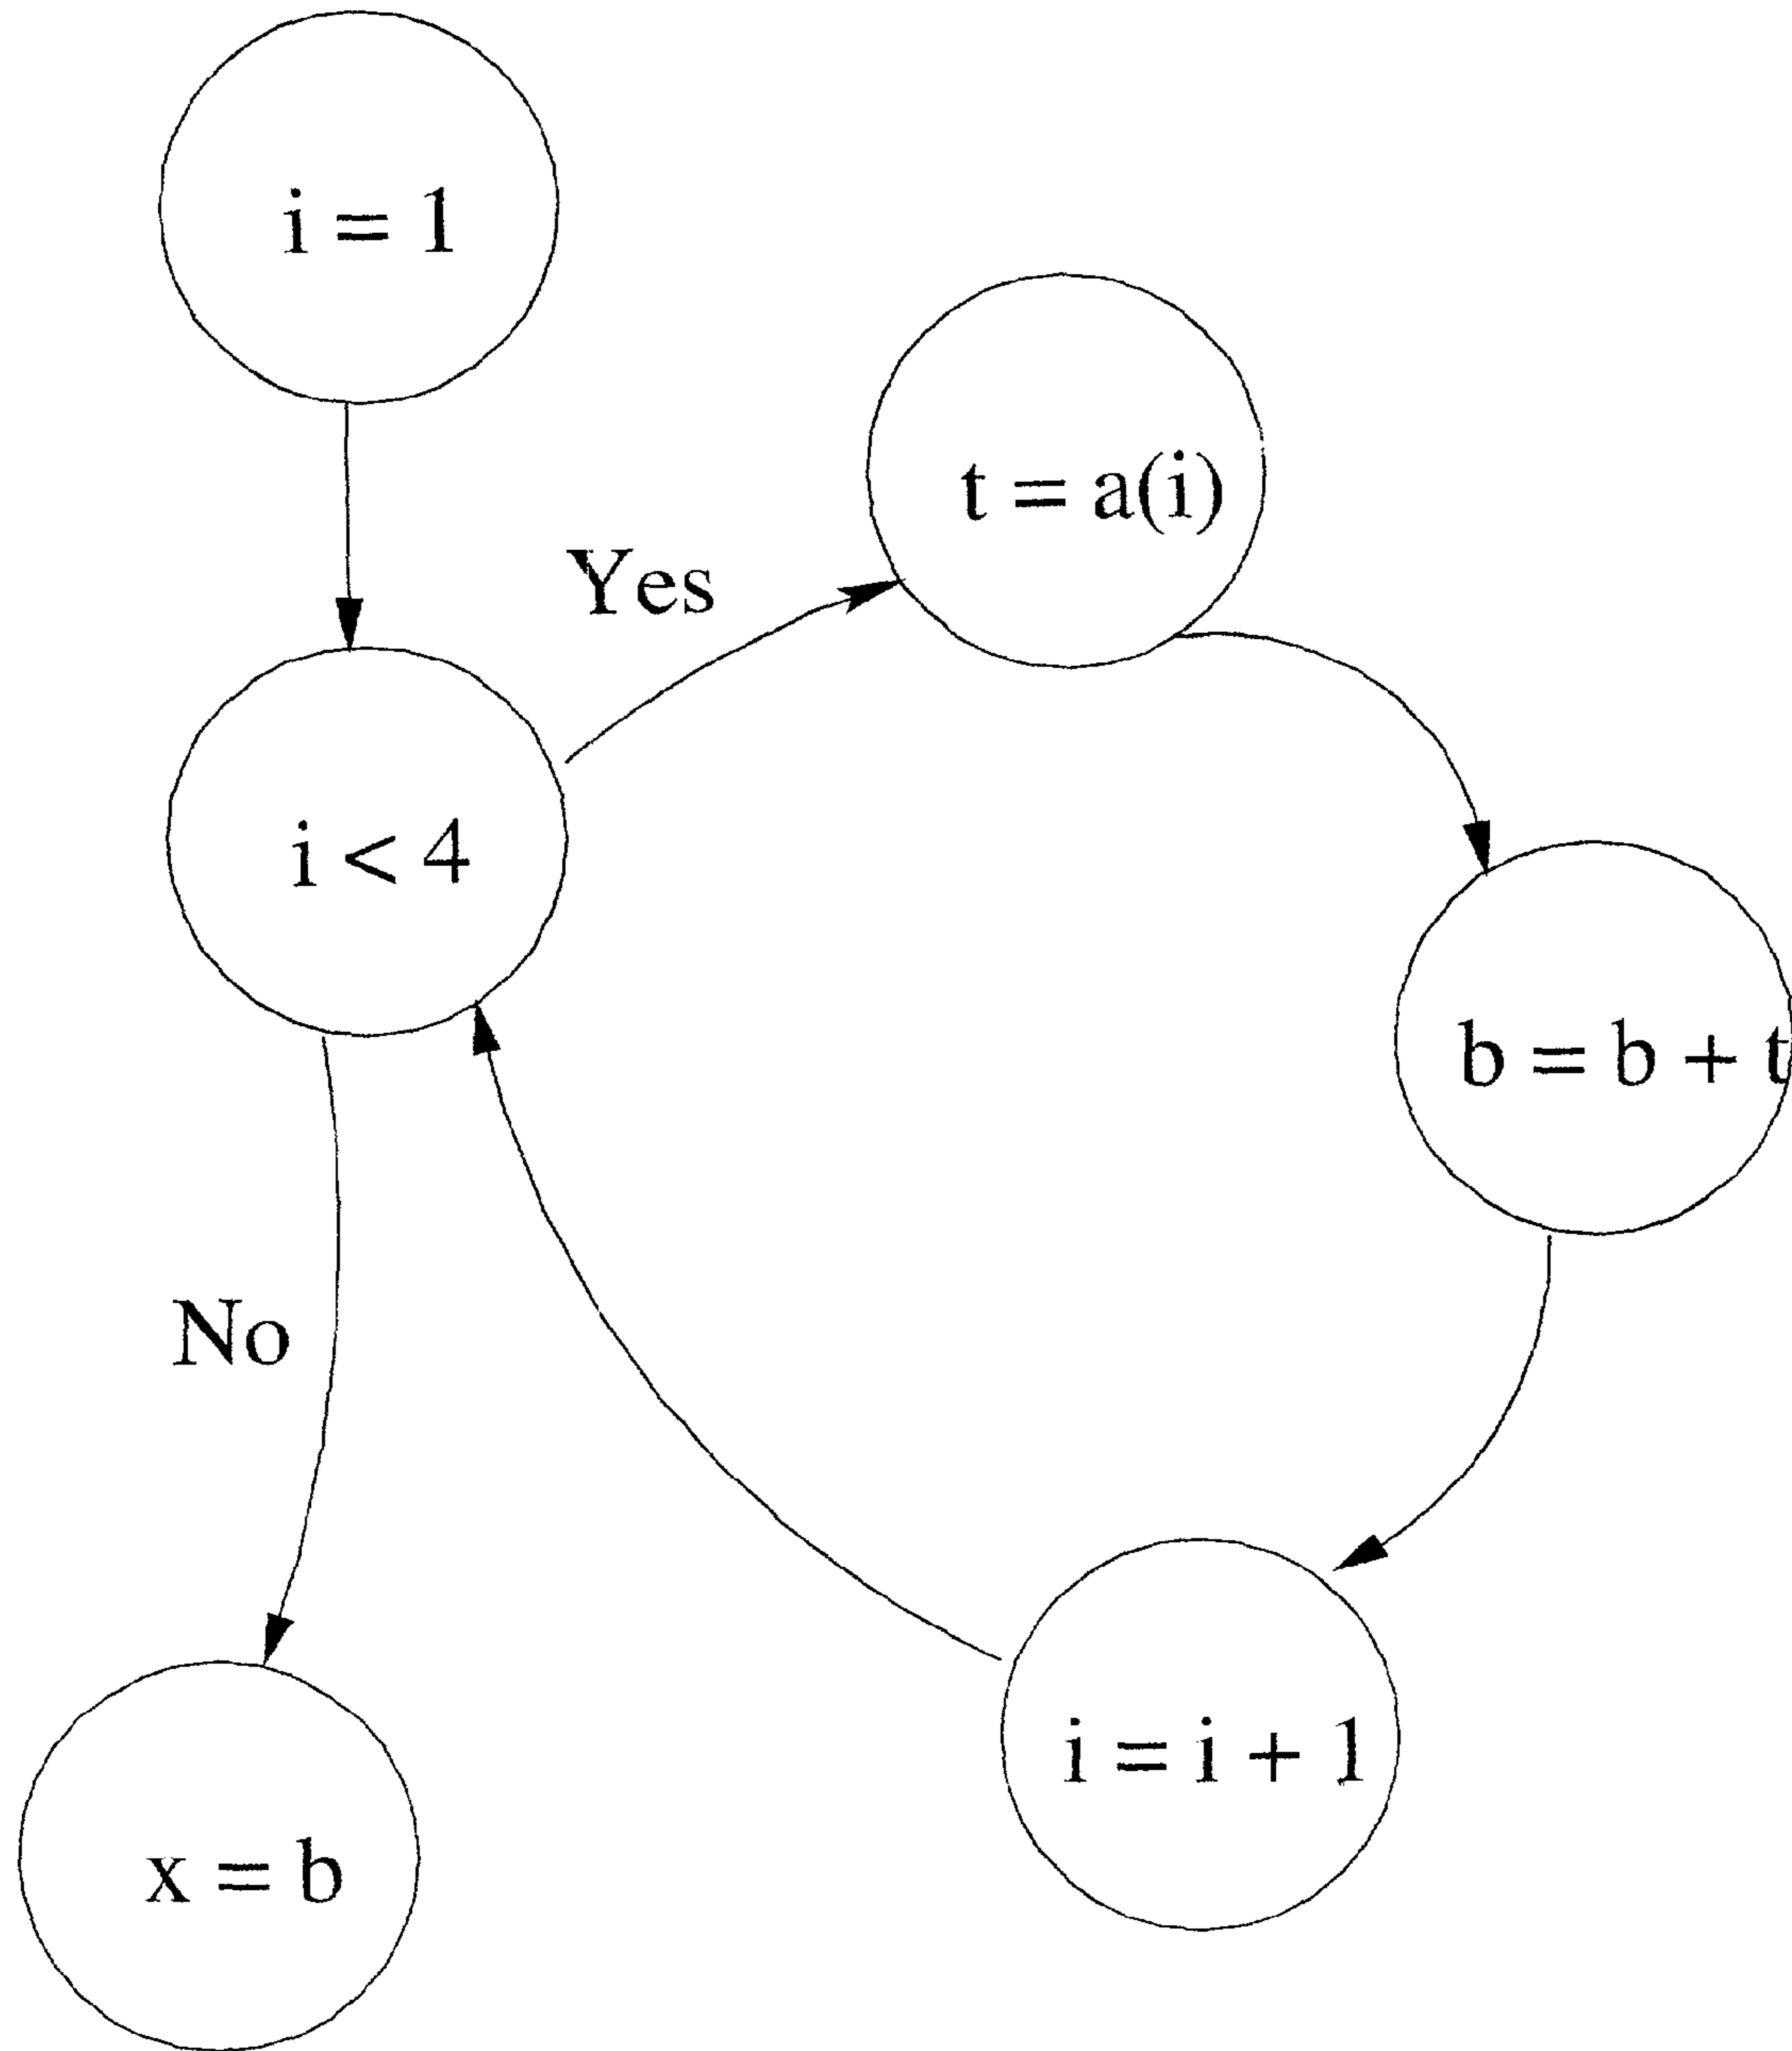 i = 1
t = a(i)
Yes
i < 4
b = b + t
No
i = i + 1
x = b